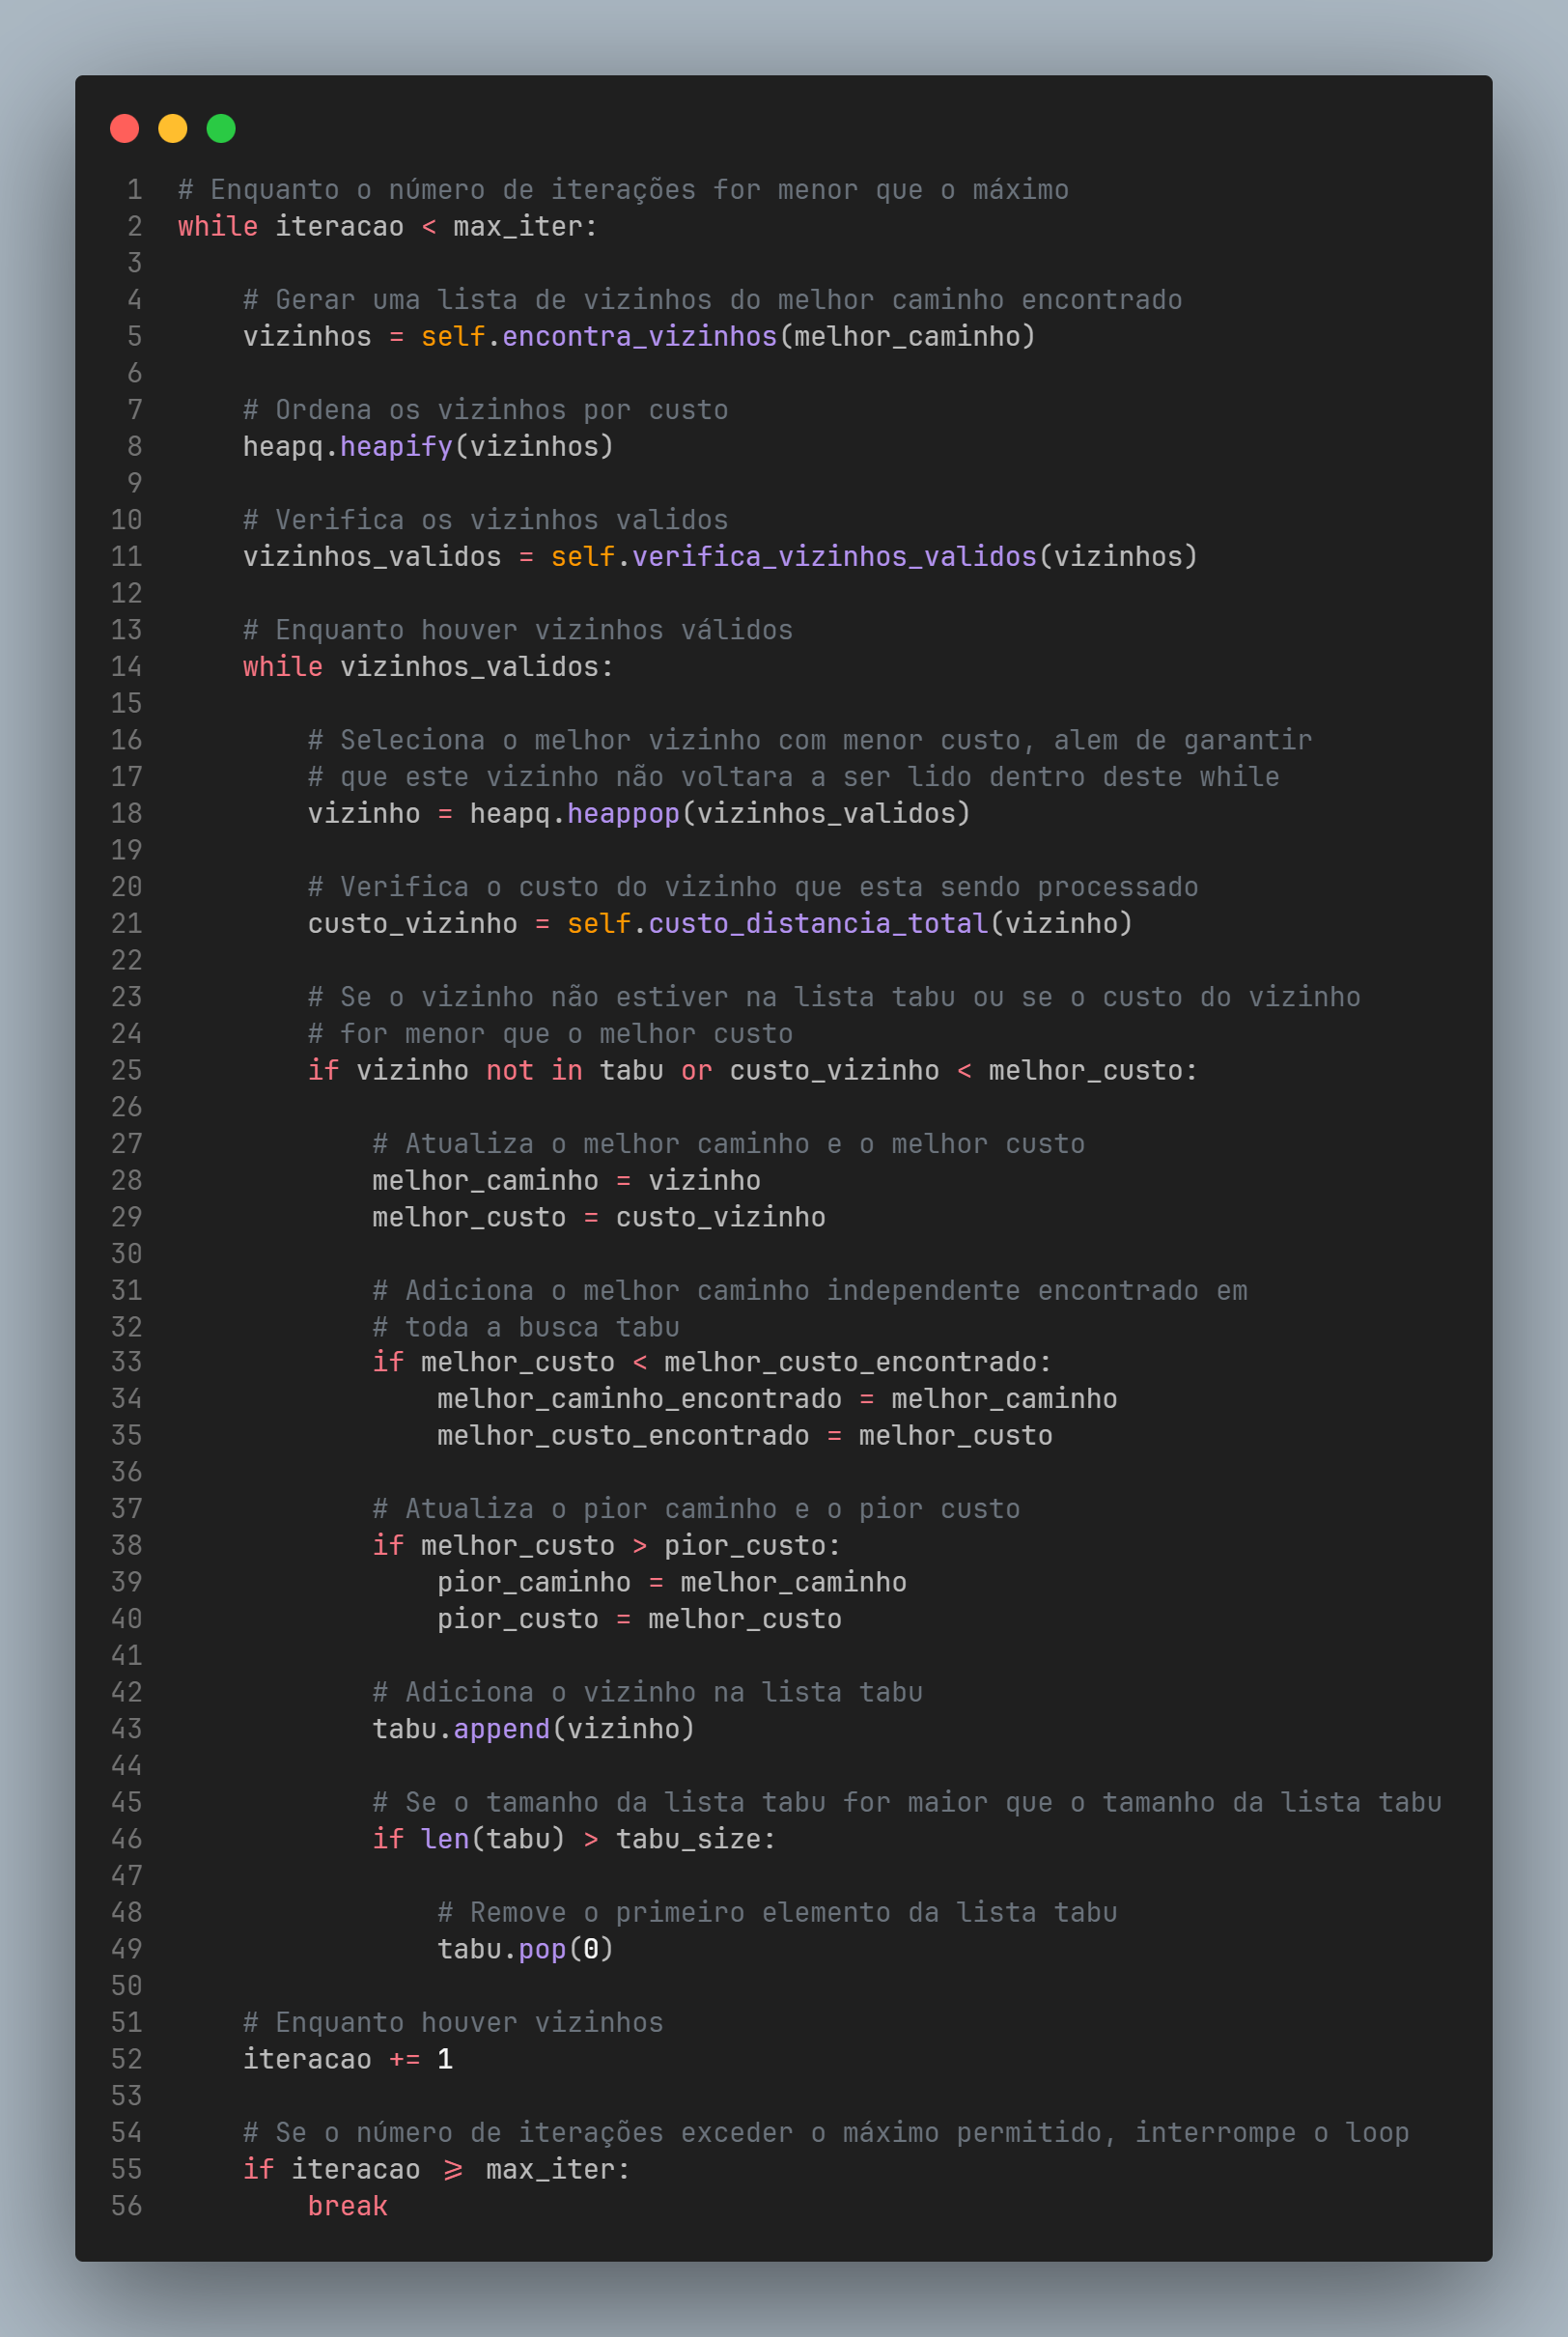 1 # Enquanto o número de iterações for menor que o máximo
2 while iteracao < max_iter:
3
4     # Gerar uma lista de vizinhos do melhor caminho encontrado
5     vizinhos = self.encontra_vizinhos(melhor_caminho)
6
7     # Ordena os vizinhos por custo
8     heapq.heapify(vizinhos)
9
10     # Verifica os vizinhos validos
11     vizinhos_validos = self.verifica_vizinhos_validos(vizinhos)
12
13     # Enquanto houver vizinhos válidos
14     while vizinhos_validos:
15
16         # Seleciona o melhor vizinho com menor custo, alem de garantir
17         # que este vizinho não voltara a ser lido dentro deste while
18         vizinho = heapq.heappop(vizinhos_validos)
19
20         # Verifica o custo do vizinho que esta sendo processado
21         custo_vizinho = self.custo_distancia_total(vizinho)
22
23         # Se o vizinho não estiver na lista tabu ou se o custo do vizinho
24         # for menor que o melhor custo
25         if vizinho not in tabu or custo_vizinho < melhor_custo:
26
27             # Atualiza o melhor caminho e o melhor custo
28             melhor_caminho = vizinho
29             melhor_custo = custo_vizinho
30
31             # Adiciona o melhor caminho independente encontrado em
32             # toda a busca tabu
33             if melhor_custo < melhor_custo_encontrado:
34                 melhor_caminho_encontrado = melhor_caminho
35                 melhor_custo_encontrado = melhor_custo
36
37             # Atualiza o pior caminho e o pior custo
38             if melhor_custo > pior_custo:
39                 pior_caminho = melhor_caminho
40                 pior_custo = melhor_custo
41
42             # Adiciona o vizinho na lista tabu
43             tabu.append(vizinho)
44
45             # Se o tamanho da lista tabu for maior que o tamanho da lista tabu
46             if len(tabu) > tabu_size:
47
48                 # Remove o primeiro elemento da lista tabu
49                 tabu.pop(0)
50
51     # Enquanto houver vizinhos
52     iteracao += 1
53
54     # Se o número de iterações exceder o máximo permitido, interrompe o loop
55     if iteracao >= max_iter:
56         break